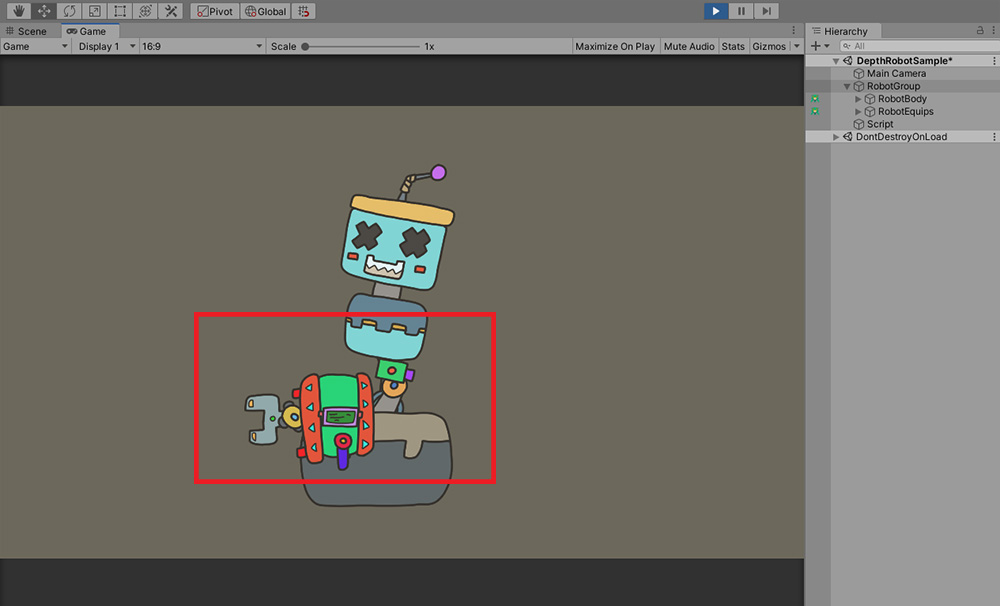 Pivot Global
Scene Game
Game Display 1 16:9 Scale 1x Maximize On Play Mute Audio Stats Gizmos
Hierarchy
All
DepthRobotSample*
Main Camera
RobotGroup
RobotBody
RobotEquips
Script
DontDestroyOnLoad